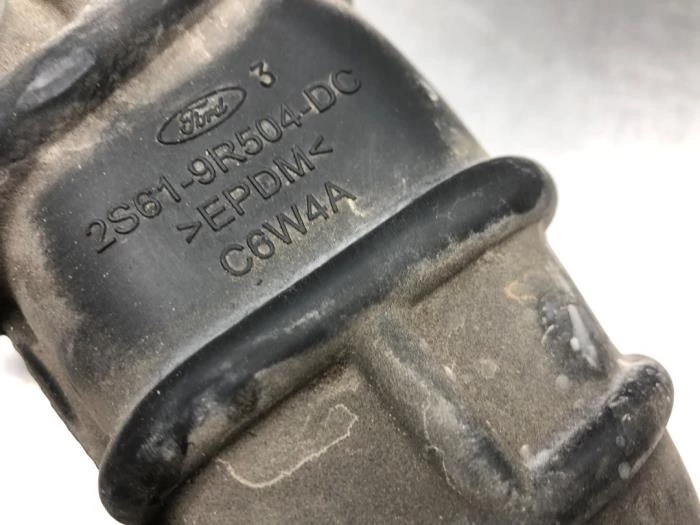 Ford 3
2S61-9R504-DC
>EPDM<
C6W4A